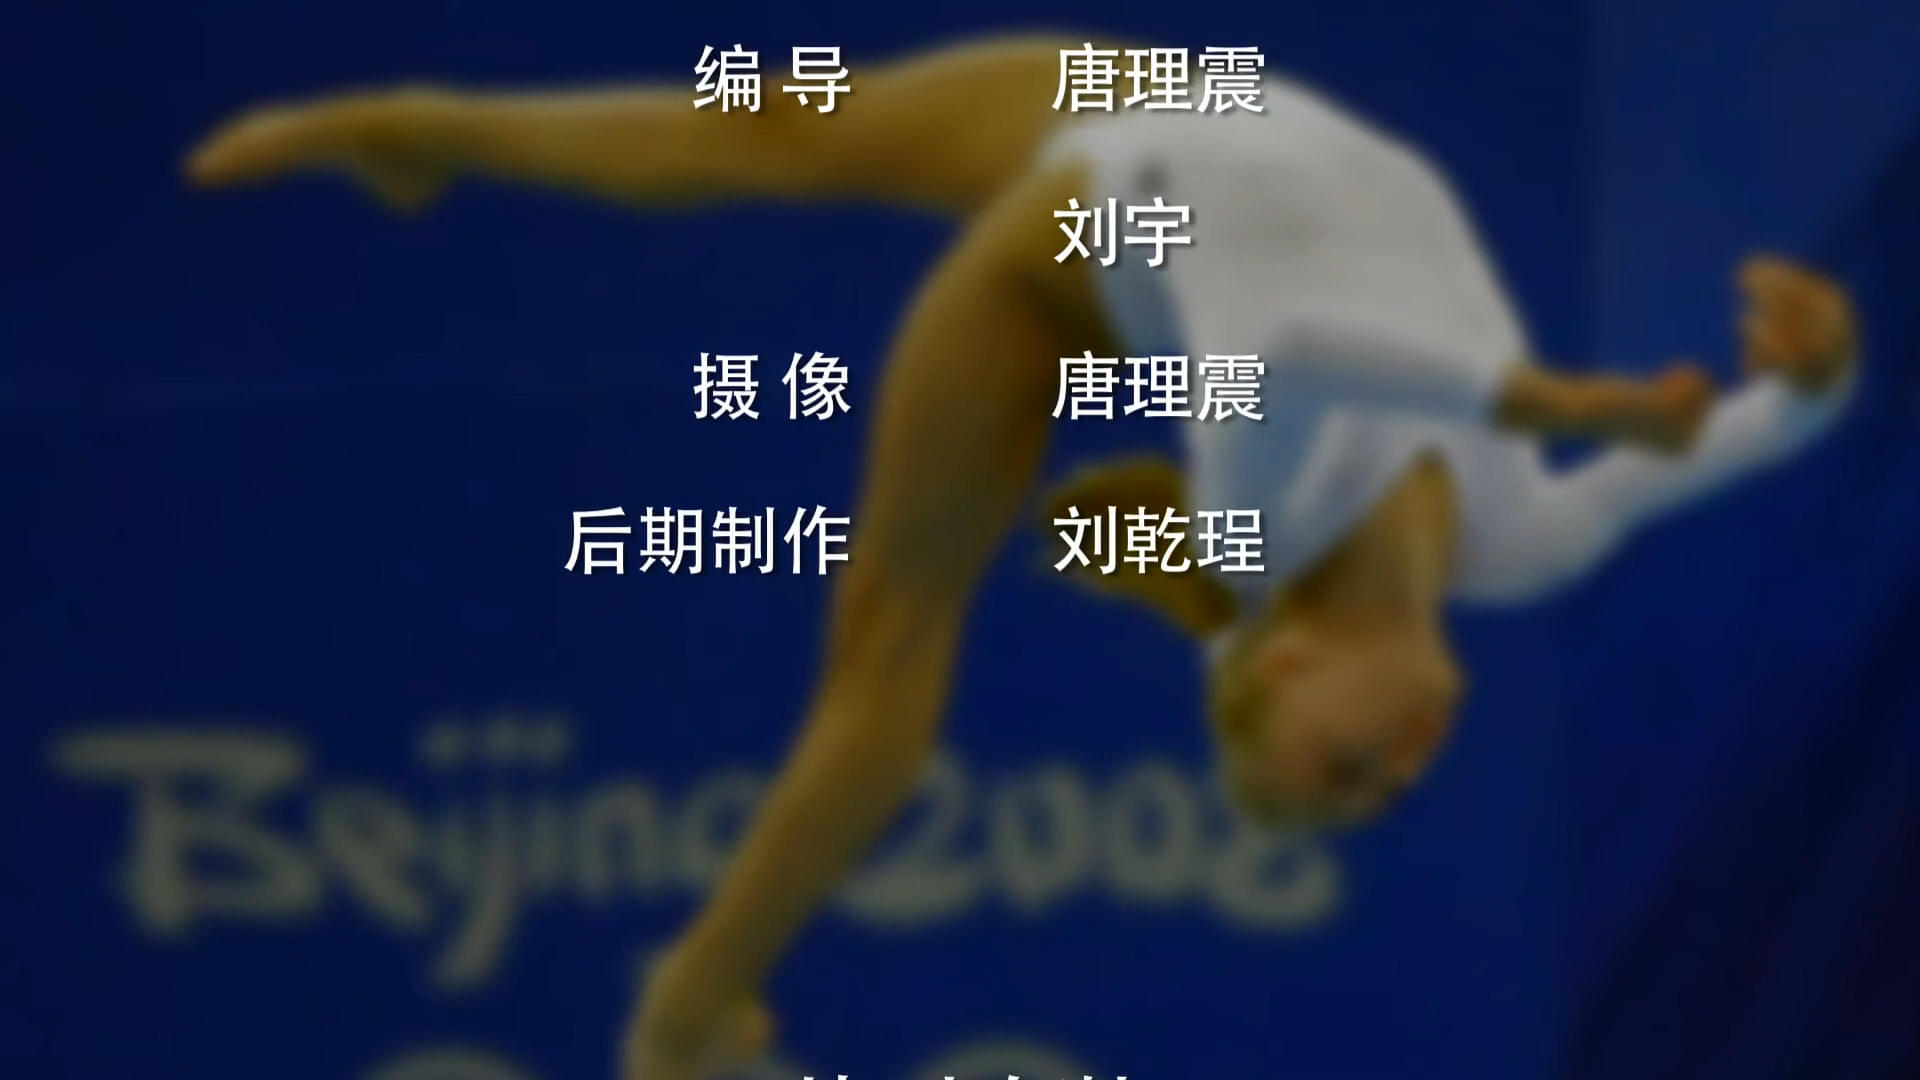 编 导 唐理震
刘宇
摄 像 唐理震
后期制作 刘乾珵
Beijing 2008